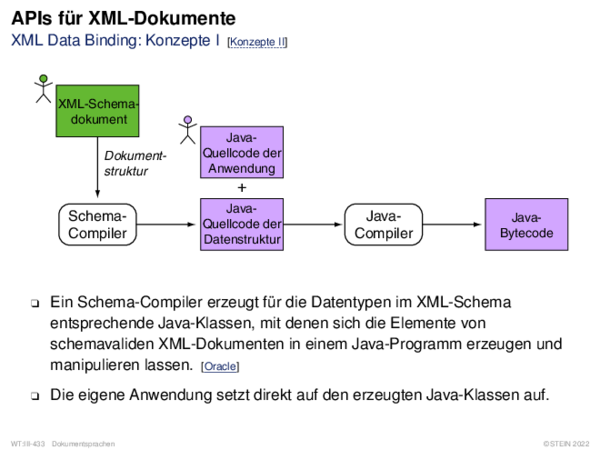 APIs für XML-Dokumente
XML Data Binding: Konzepte I [Konzepte II]
XML-Schema-
dokument
Dokument-
struktur
Java-
Quellcode der
Anwendung
+
Schema-
Compiler
Java-
Quellcode der
Datenstruktur
Java-
Compiler
Java-
Bytecode
❑ Ein Schema-Compiler erzeugt für die Datentypen im XML-Schema
entsprechende Java-Klassen, mit denen sich die Elemente von
schemavaliden XML-Dokumenten in einem Java-Programm erzeugen und
manipulieren lassen. [Oracle]
❑ Die eigene Anwendung setzt direkt auf den erzeugten Java-Klassen auf.
WT:III-433 Dokumentsprachen
©STEIN 2022